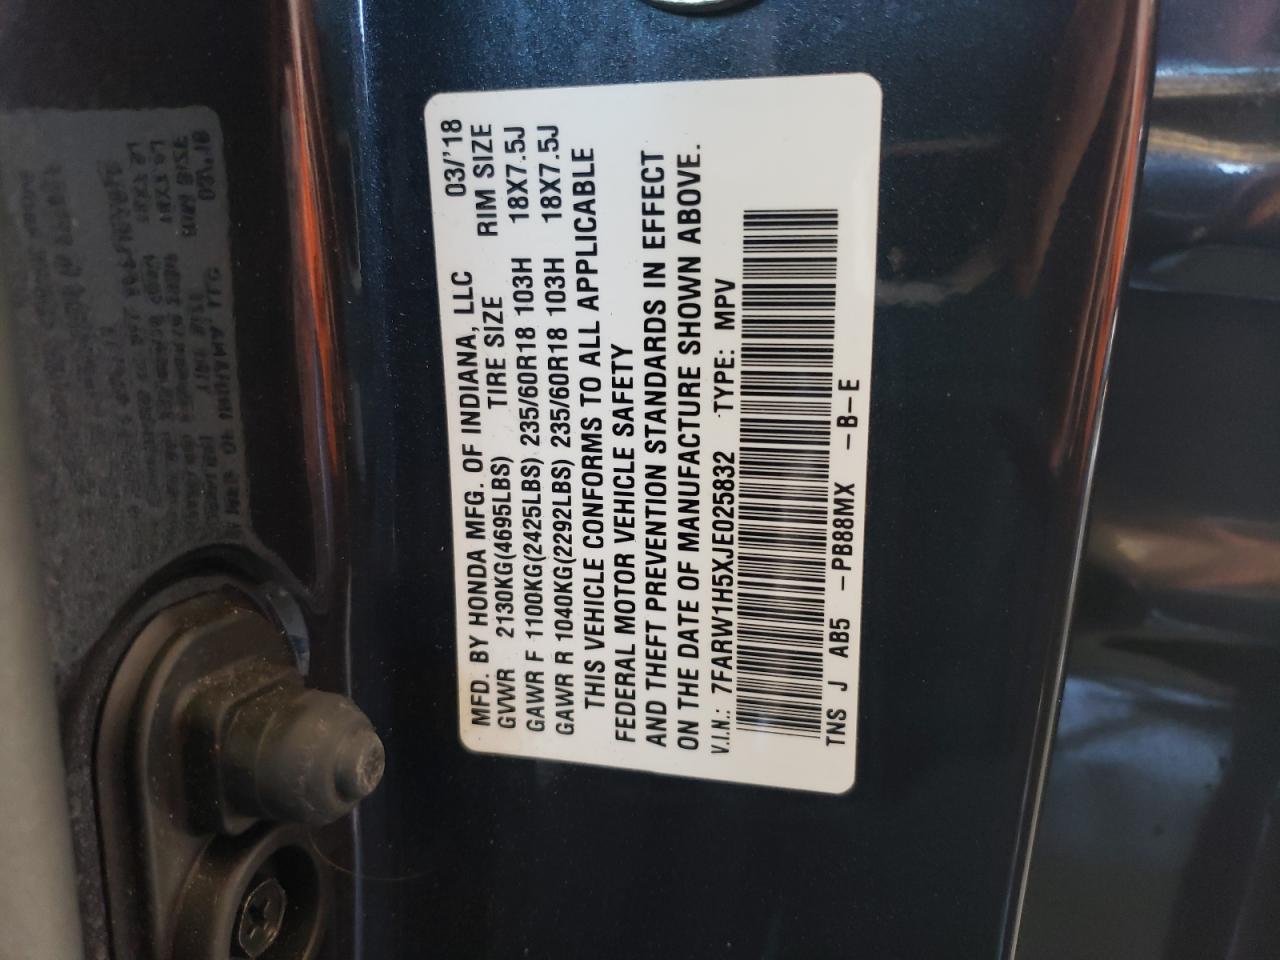 MFD. BY HONDA MFG. OF INDIANA, LLC 03/'18
GVWR 2130KG(4695LBS) TIRE SIZE RIM SIZE
GAWR F 1100KG(2425LBS) 235/60R18 103H 18X7.5J
GAWR R 1040KG(2292LBS) 235/60R18 103H 18X7.5J
THIS VEHICLE CONFORMS TO ALL APPLICABLE
FEDERAL MOTOR VEHICLE SAFETY
AND THEFT PREVENTION STANDARDS IN EFFECT
ON THE DATE OF MANUFACTURE SHOWN ABOVE.
V.I.N.: 7FARW1H5XJE025832 TYPE: MPV
TNS J AB5 -PB88MX -B-E